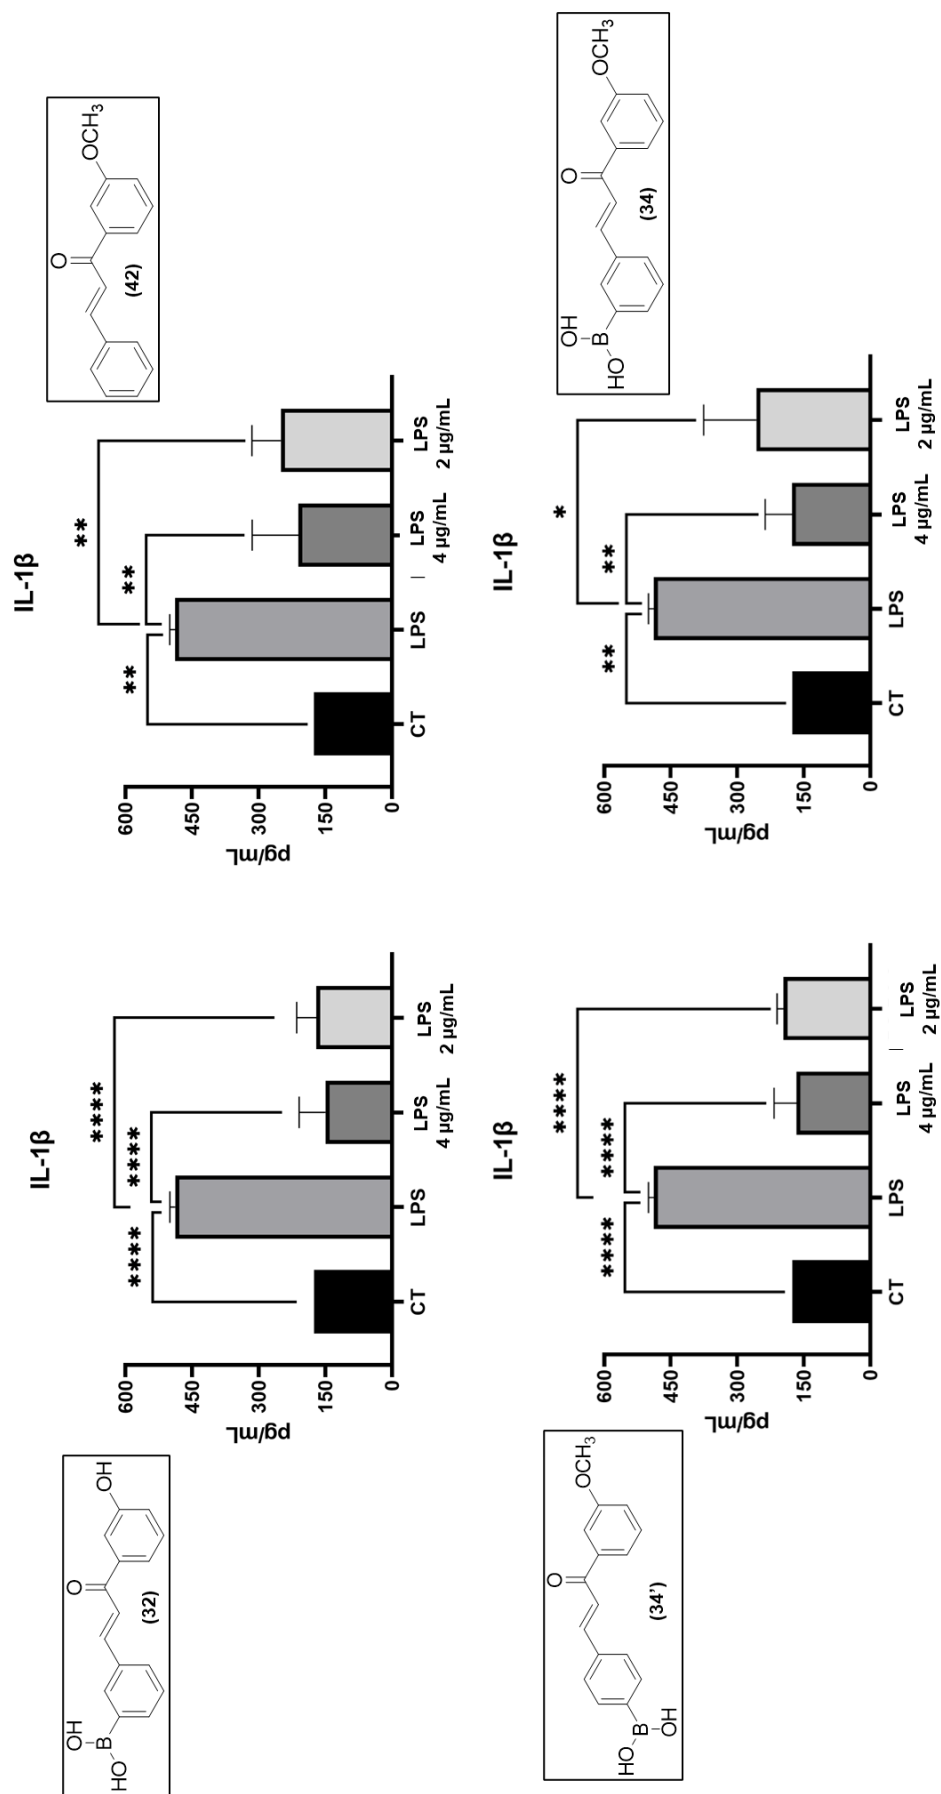 OH
B
HO
OH
O
(32)
IL-1β
pg/mL
600
450
300
150
0
****
****
****
CT
LPS
LPS
4 µg/mL
LPS
2 µg/mL
O
OCH3
(42)
IL-1β
pg/mL
600
450
300
150
0
**
**
**
CT
LPS
LPS
4 µg/mL
LPS
2 µg/mL
O
OCH3
HO
B
OH
(34')
IL-1β
pg/mL
600
450
300
150
0
****
****
****
CT
LPS
LPS
4 µg/mL
LPS
2 µg/mL
OH
B
HO
O
OCH3
(34)
IL-1β
pg/mL
600
450
300
150
0
*
**
**
CT
LPS
LPS
4 µg/mL
LPS
2 µg/mL